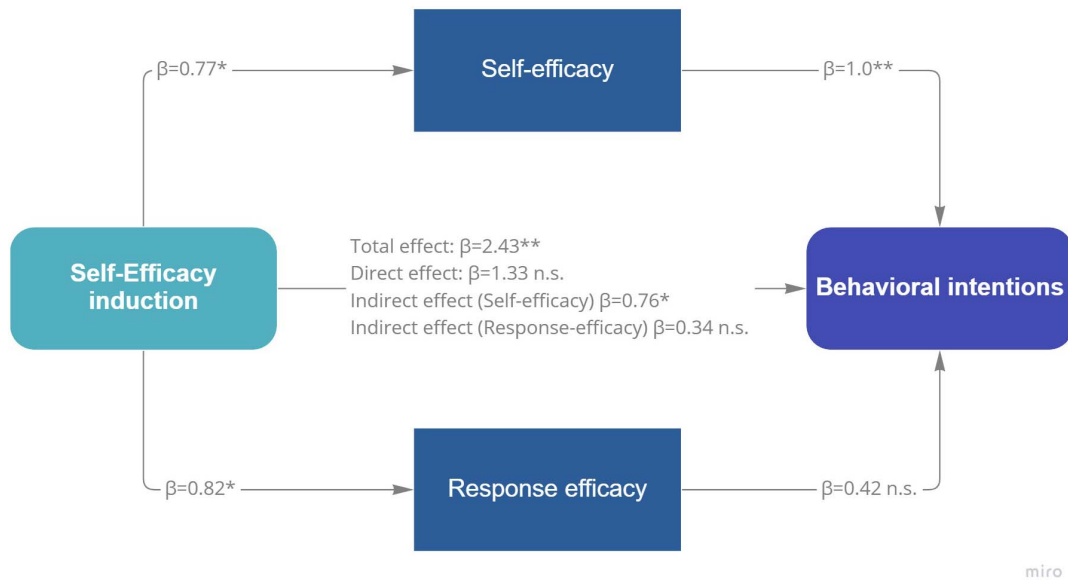 β=0.77*
Self-efficacy
β=1.0**
Self-Efficacy
induction
Total effect: β=2.43**
Direct effect: β=1.33 n.s.
Indirect effect (Self-efficacy) β=0.76*
Indirect effect (Response-efficacy) β=0.34 n.s.
Behavioral intentions
β=0.82*
Response efficacy
β=0.42 n.s.
miro